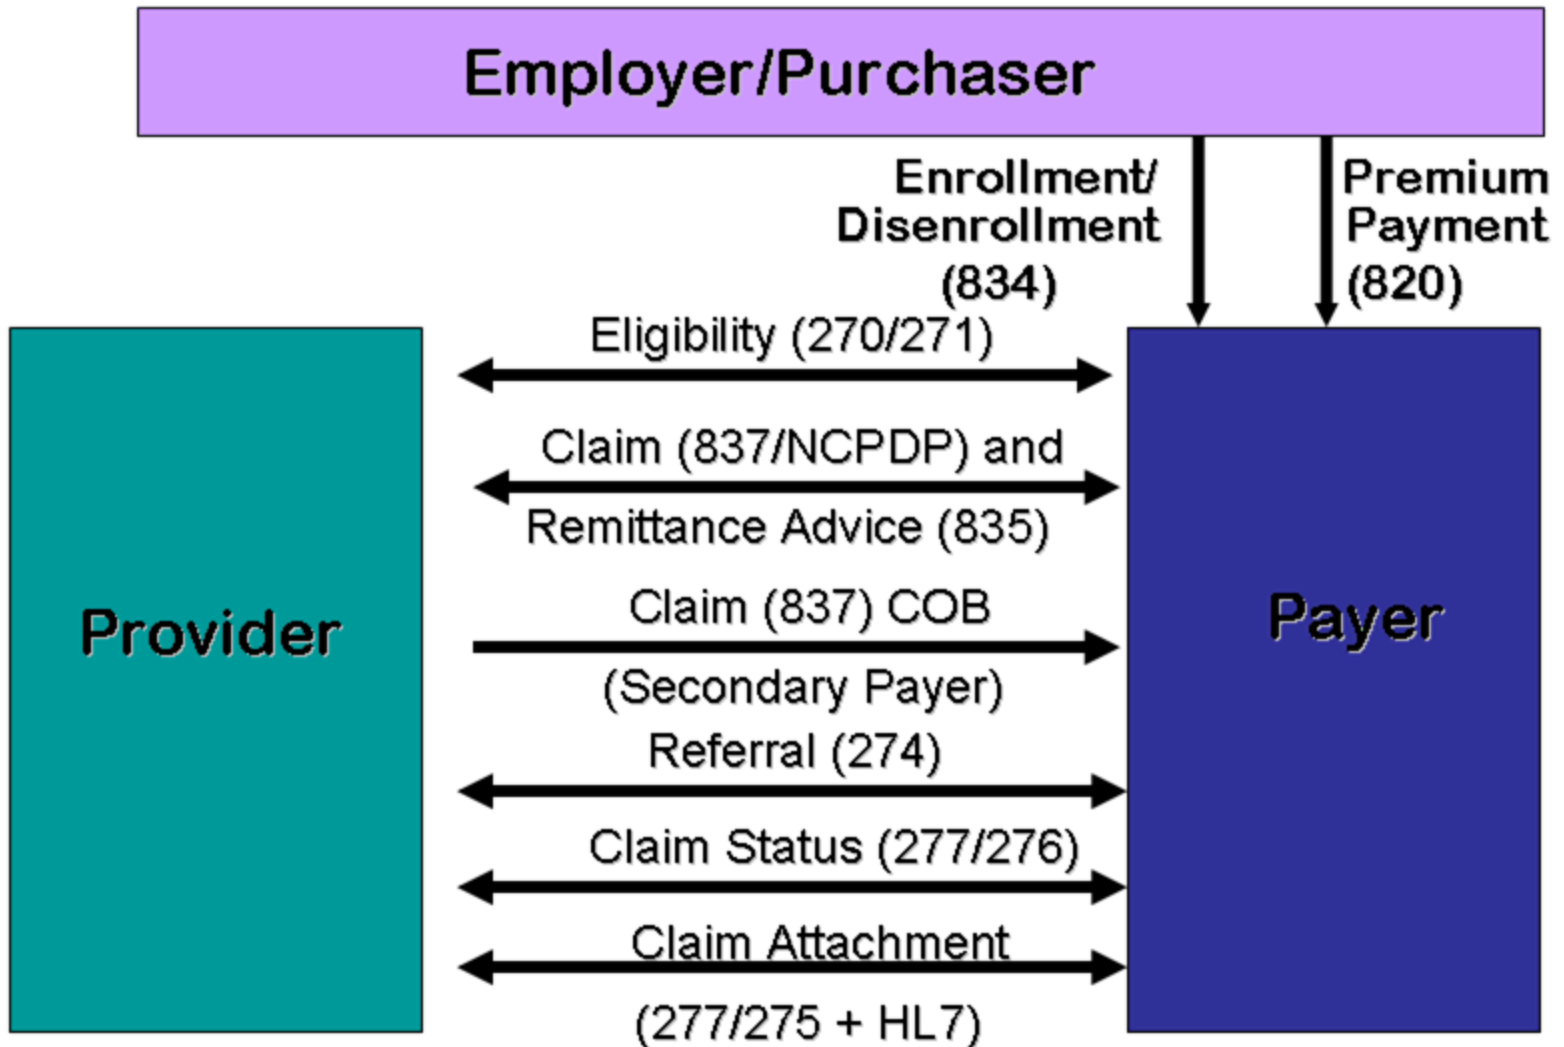 Employer/Purchaser
Enrollment/
Disenrollment
(834)
Premium
Payment
(820)
Eligibility (270/271)
Claim (837/NCPDP) and
Remittance Advice (835)
Claim (837) COB
(Secondary Payer)
Referral (274)
Claim Status (277/276)
Claim Attachment
(277/275 + HL7)
Provider
Payer